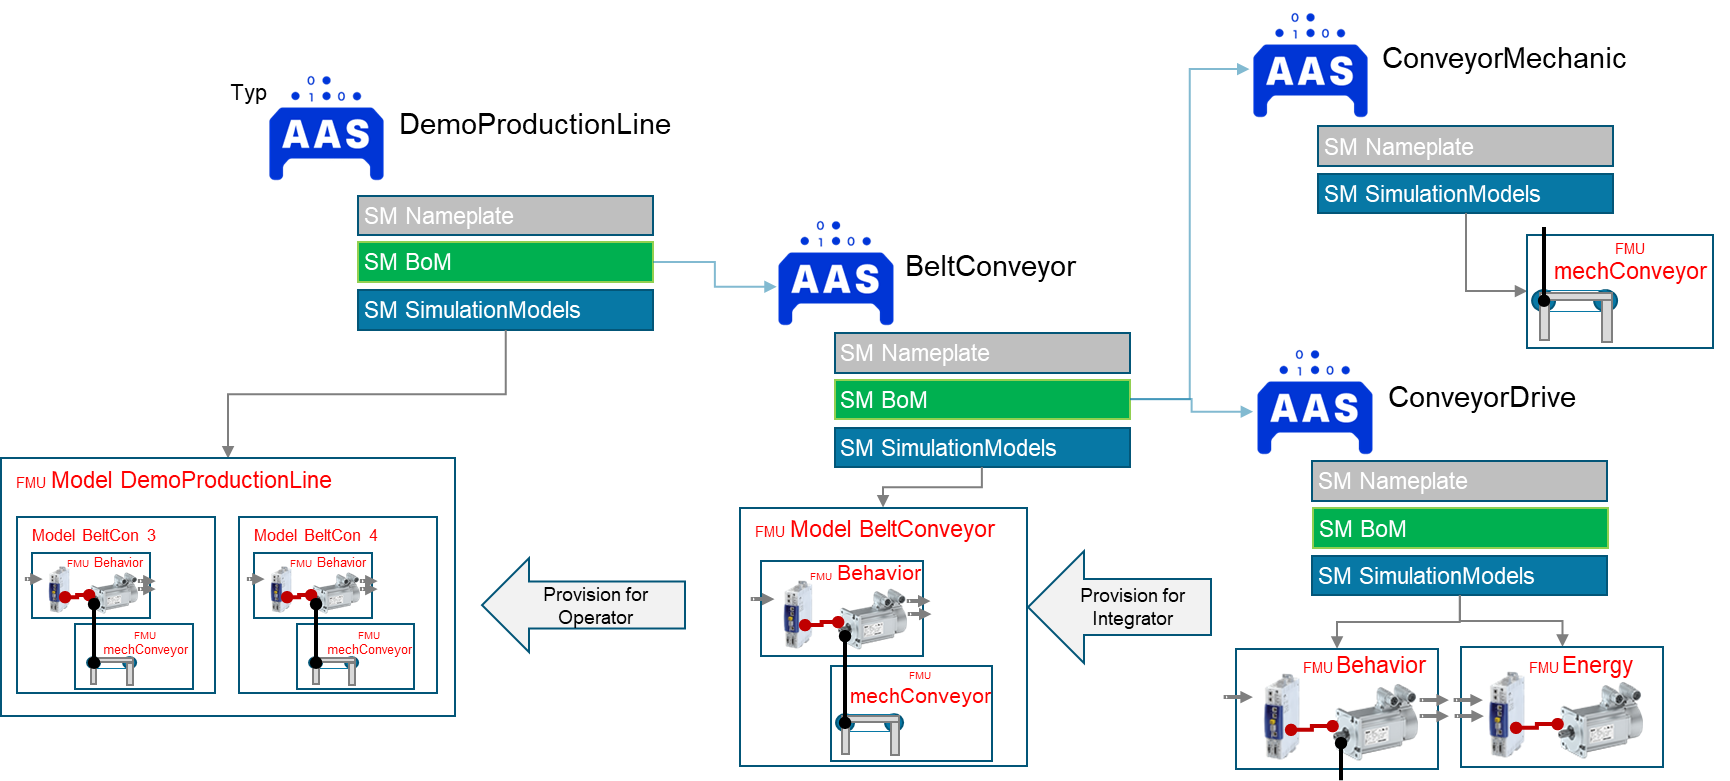 Typ
0
1 0
AAS
DemoProductionLine
SM Nameplate
SM BoM
SM SimulationModels
0
1 0
AAS
BeltConveyor
SM Nameplate
SM BoM
SM SimulationModels
0
1 0
AAS
ConveyorMechanic
SM Nameplate
SM SimulationModels
FMU
mechConveyor
0
1 0
AAS
ConveyorDrive
SM Nameplate
SM BoM
SM SimulationModels
FMU Model DemoProductionLine
Model BeltCon 3
FMU Behavior
FMU
mechConveyor
Model BeltCon 4
FMU Behavior
FMU
mechConveyor
Provision for
Operator
FMU Model BeltConveyor
FMU Behavior
FMU
mechConveyor
Provision for
Integrator
FMU Behavior
FMU Energy